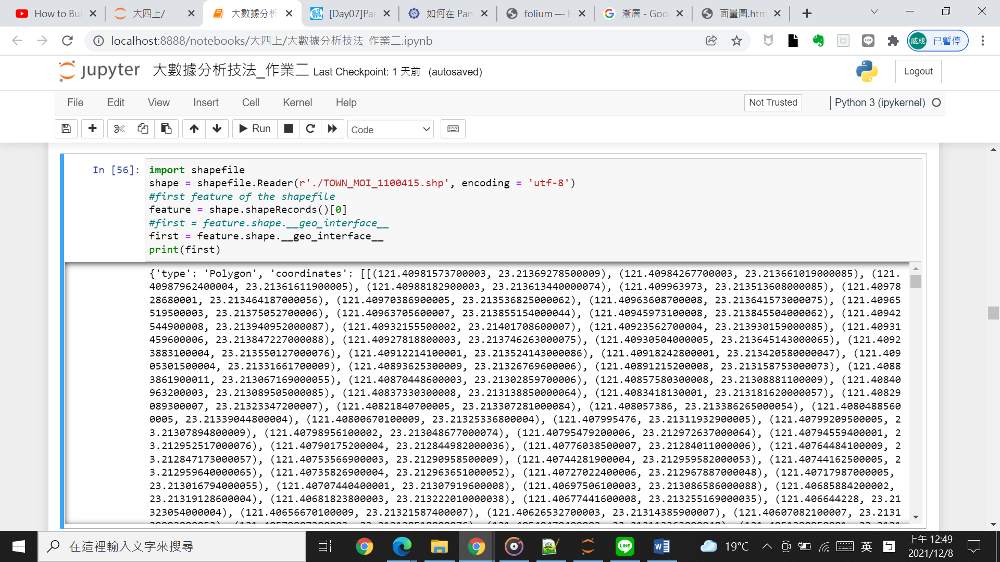 How to Bui
大四上/
大數據分析
[Day07]Pan
如何在 Pan
folium — F
漸層 - Goo
面量圖.htm
localhost:8888/notebooks/大四上/大數據分析技法_作業二.ipynb
威成 已暫停
jupyter 大數據分析技法_作業二 Last Checkpoint: 1 天前 (autosaved)
Logout
File Edit View Insert Cell Kernel Help
Not Trusted
Python 3 (ipykernel)
Run
Code
In [56]:
import shapefile
shape = shapefile.Reader(r'./TOWN_MOI_1100415.shp', encoding = 'utf-8')
#first feature of the shapefile
feature = shape.shapeRecords()[0]
#first = feature.shape.__geo_interface__
first = feature.shape.__geo_interface__
print(first)
{'type': 'Polygon', 'coordinates': [[(121.40981573700003, 23.21369278500009), (121.40984267700003, 23.213661019000085), (121.
40987962400004, 23.21361611900005), (121.40988182900003, 23.213613440000074), (121.409963973, 23.213513608000085), (121.40978
28680001, 23.213464187000056), (121.40970386900005, 23.213536825000062), (121.40963608700008, 23.213641573000075), (121.40965
519500003, 23.21375052700006), (121.40963705600007, 23.213855154000044), (121.40945973100008, 23.213845504000062), (121.40942
544900008, 23.213940952000087), (121.40932155500002, 23.21401708600007), (121.40923562700004, 23.213930159000085), (121.40931
459600006, 23.213847227000088), (121.40927818800003, 23.213746263000075), (121.40930504000005, 23.213645143000065), (121.4092
3883100004, 23.213550127000076), (121.40912214100001, 23.213524143000086), (121.40918242800001, 23.213420580000047), (121.409
05301500004, 23.21331661700009), (121.40893625300009, 23.21326769600006), (121.40891215200008, 23.213158753000073), (121.4088
3861900011, 23.213067169000055), (121.40870448600003, 23.21302859700006), (121.40857580300008, 23.21308881100009), (121.40840
963200003, 23.213089505000085), (121.40837330300008, 23.213138850000064), (121.4083418130001, 23.213181620000057), (121.40829
089300007, 23.21323347200007), (121.40821840700005, 23.213307281000084), (121.408057386, 23.213386265000054), (121.4080488560
0005, 23.21339044800004), (121.40800670100009, 23.21325336800004), (121.407995476, 23.21311932900005), (121.40799209500005, 2
3.21307894800009), (121.40798956100002, 23.213048677000074), (121.40795479200006, 23.212972637000064), (121.40794559400001, 2
3.212952517000076), (121.40790175200004, 23.212844982000036), (121.40776038500007, 23.21284011000006), (121.40764484100009, 2
3.212847173000057), (121.40753566900003, 23.21290958500009), (121.40744281900004, 23.212959582000053), (121.40744162500005, 2
3.212959640000065), (121.40735826900004, 23.212963651000052), (121.40727022400006, 23.212967887000048), (121.40717987000005,
23.213016794000055), (121.40707440400001, 23.21307919600008), (121.40697506100003, 23.213086586000088), (121.40685884200002,
23.21319128600004), (121.40681823800003, 23.213222010000038), (121.40677441600008, 23.213255169000035), (121.406644228, 23.21
323054000004), (121.40656670100009, 23.21321587400007), (121.40626532700003, 23.21314385900007), (121.40607082100007, 23.2131
在這裡輸入文字來搜尋
LINE
19°C
英
ㄅ
上午 12:49
2021/12/8